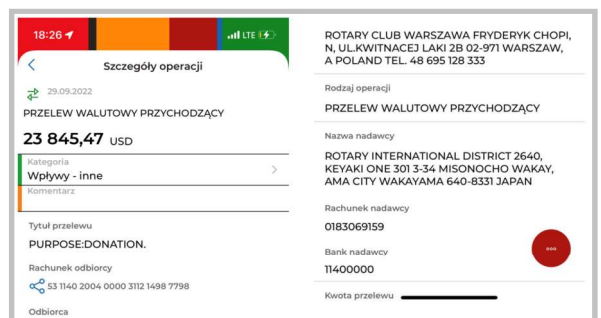 18:26
LTE
Szczegóły operacji
29.09.2022
PRZELEW WALUTOWY PRZYCHODZĄCY
23 845,47 USD
Kategoria
Wpływy - inne
Komentarz
Tytuł przelewu
PURPOSE:DONATION.
Rachunek odbiorcy
53 1140 2004 0000 3112 1498 7798
Odbiorca
ROTARY CLUB WARSZAWA FRYDERYK CHOPI,
N, UL.KWITNACEJ LAKI 2B 02-971 WARSZAW,
A POLAND TEL. 48 695 128 333
Rodzaj operacji
PRZELEW WALUTOWY PRZYCHODZĄCY
Nazwa nadawcy
ROTARY INTERNATIONAL DISTRICT 2640,
KEYAKI ONE 301 3-34 MISONOCHO WAKAY,
AMA CITY WAKAYAMA 640-8331 JAPAN
Rachunek nadawcy
0183069159
Bank nadawcy
11400000
Kwota przelewu